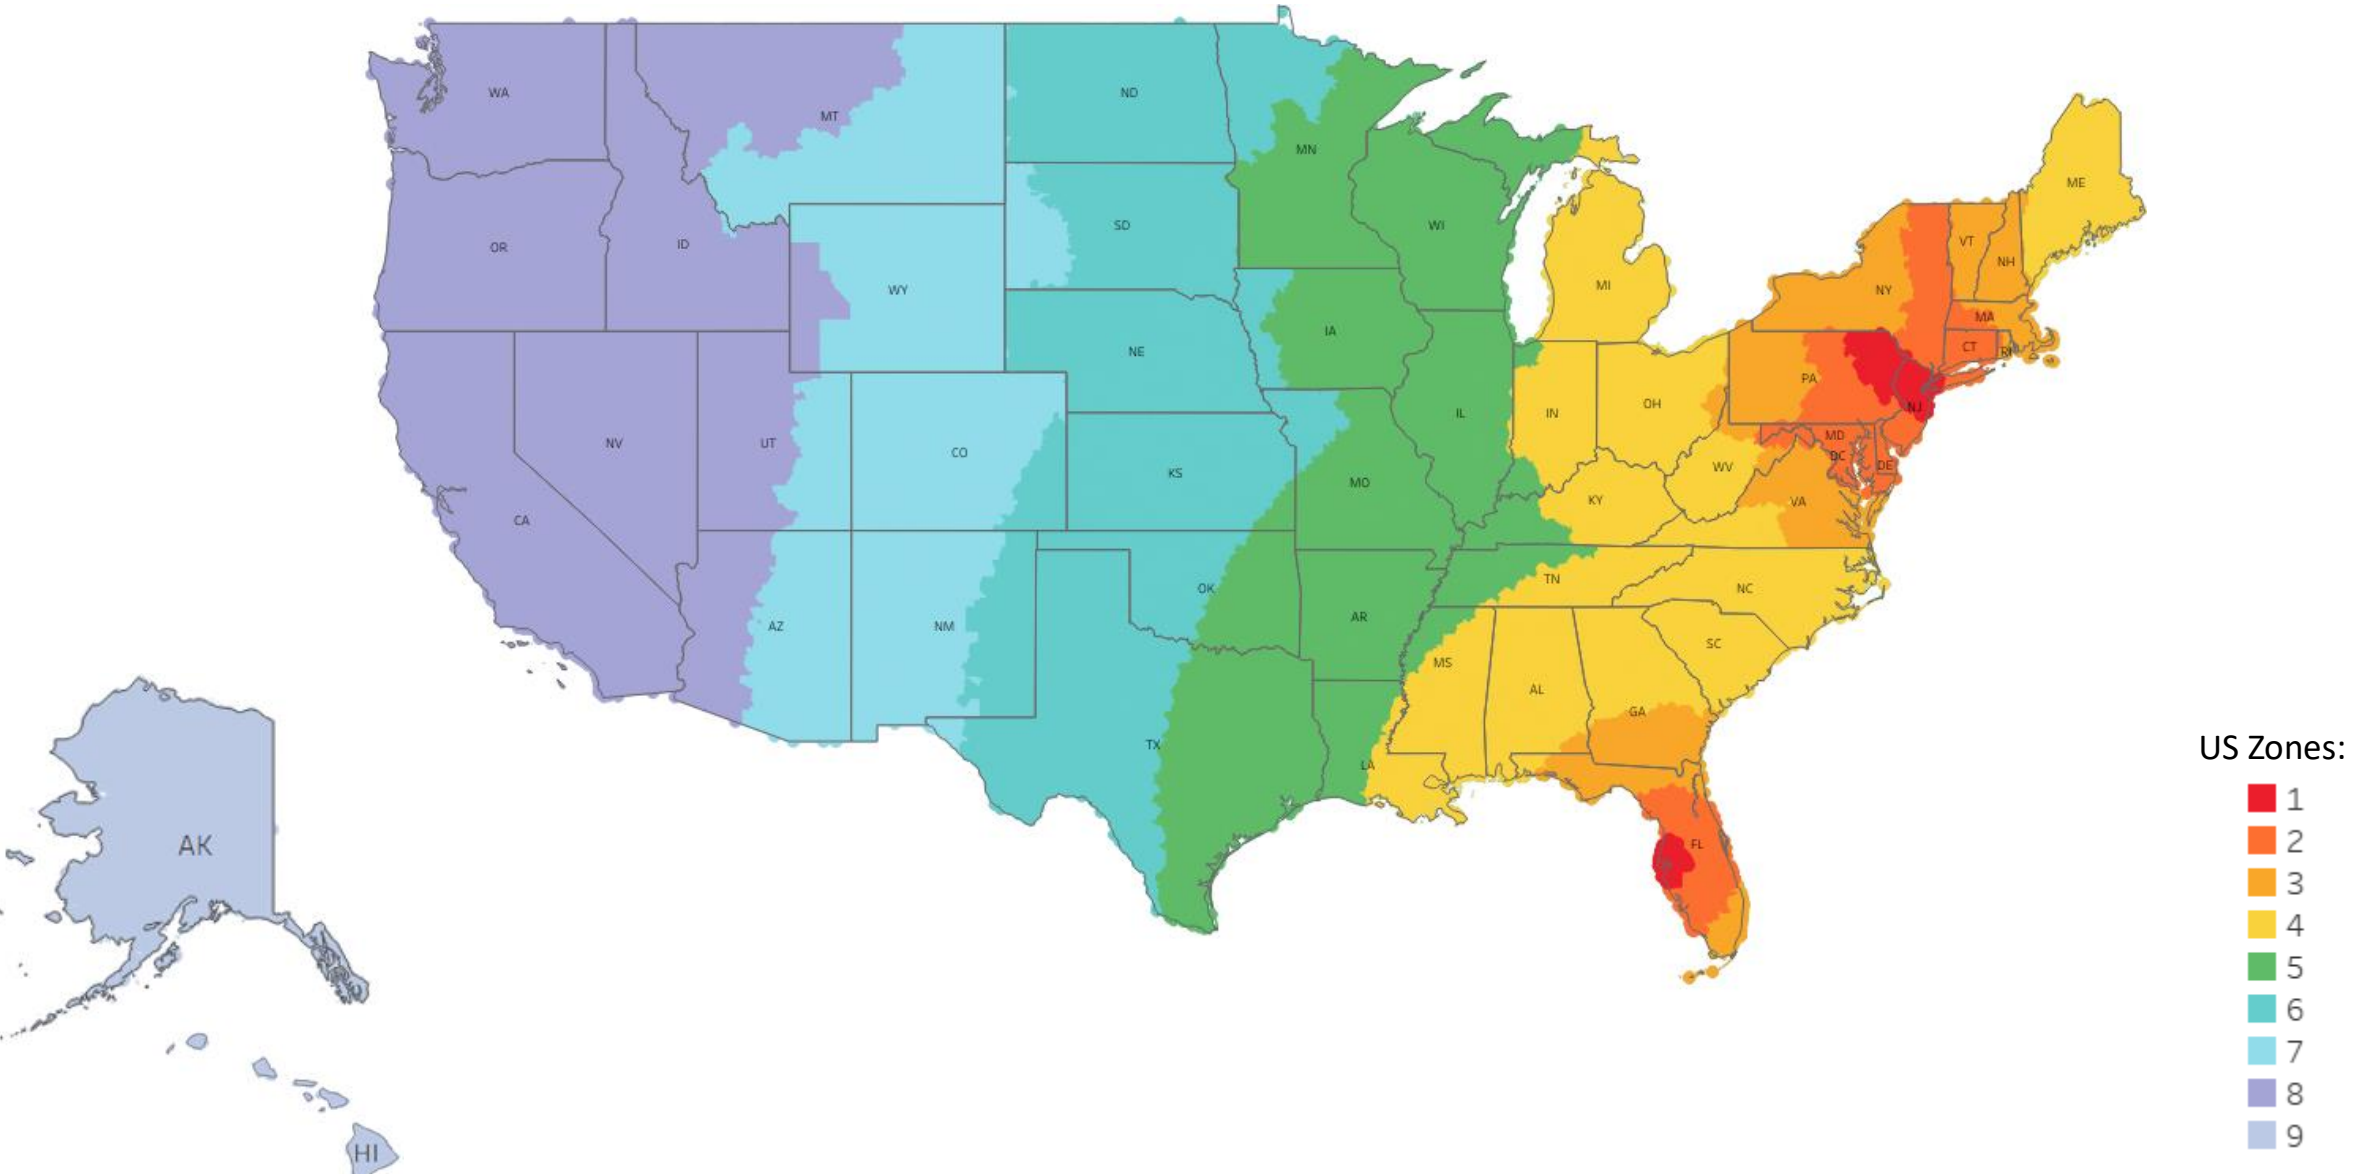 WA
MT
ND
MN
ME
SD
WI
OR
ID
VT
NH
WY
MI
NY
MA
IA
NE
CT
RI
PA
OH
IN
IL
NJ
NV
UT
CO
KS
MO
MD
DC
DE
WV
KY
VA
CA
OK
TN
NC
AZ
NM
AR
SC
MS
AL
GA
TX
LA
FL
AK
HI
US Zones:
1
2
3
4
5
6
7
8
9